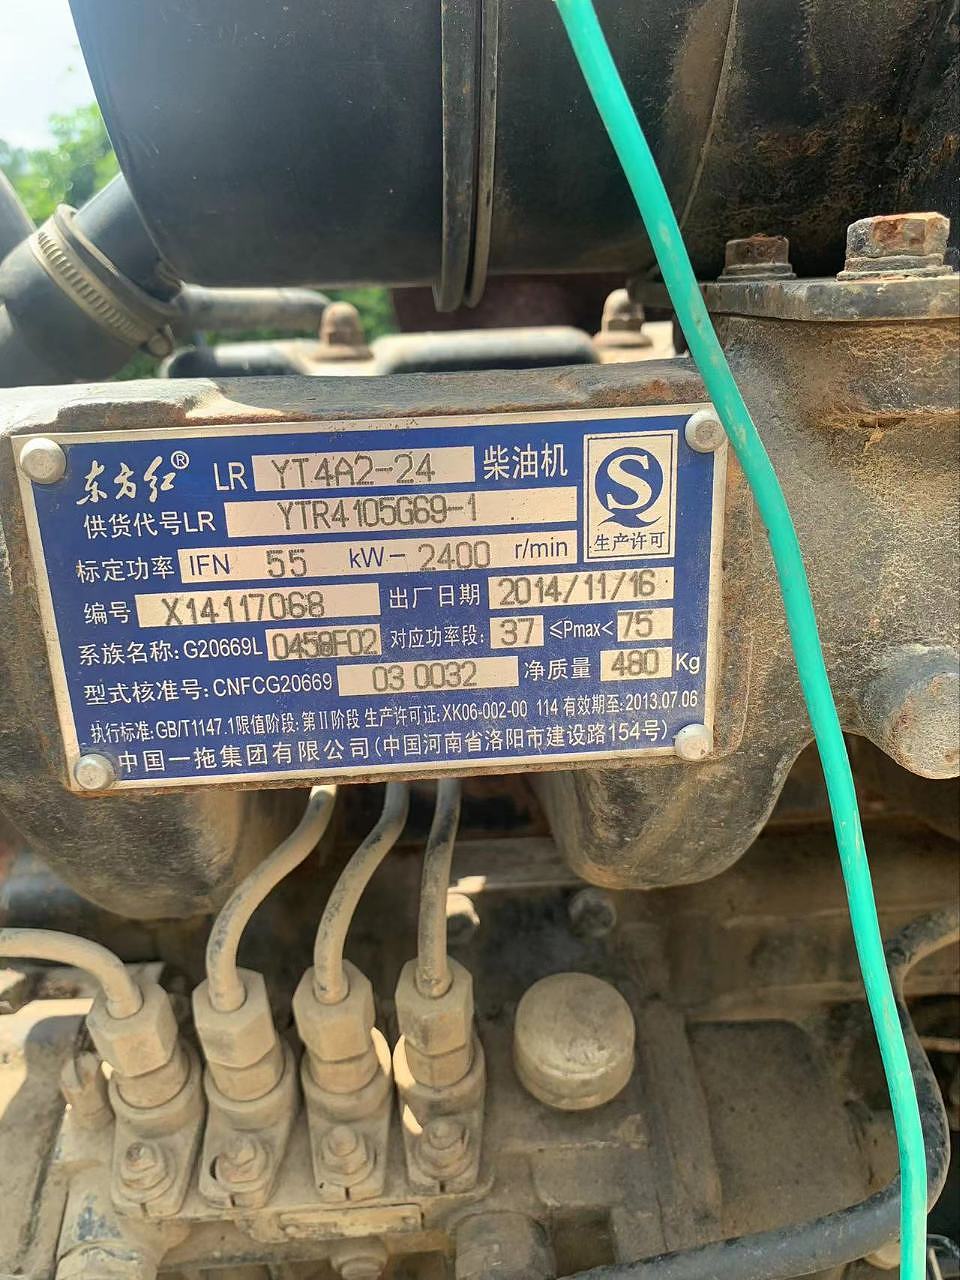 东方红® LR YT4A2-24 柴油机
供货代号LR YTR4105G69-1
标定功率 IFN 55 kW- 2400 r/min
生产许可
编号 X14117068 出厂日期 2014/11/16
系族名称: G20669L 0458F02 对应功率段: 37 ≤Pmax< 75
型式核准号: CNFCG20669 03 0032 净质量 480 Kg
执行标准: GB/T1147.1 限值阶段: 第Ⅱ阶段 生产许可证: XK06-002-00 114 有效期至: 2013.07.06
中国一拖集团有限公司(中国河南省洛阳市建设路154号)